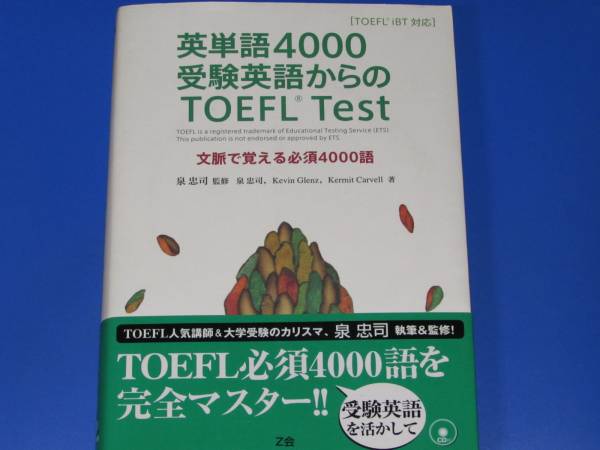 [TOEFL® iBT 対応]
英単語4000
受験英語からの
TOEFL® Test
TOEFL is a registered trademark of Educational Testing Service (ETS).
This publication is not endorsed or approved by ETS.
文脈で覚える必須4000語
泉 忠司 監修 泉 忠司、Kevin Glenz、Kermit Carvell 著
TOEFL人気講師&大学受験のカリスマ、泉 忠司 執筆&監修!
TOEFL必須4000語を
完全マスター!!
受験英語
を活かして
CD
Z会